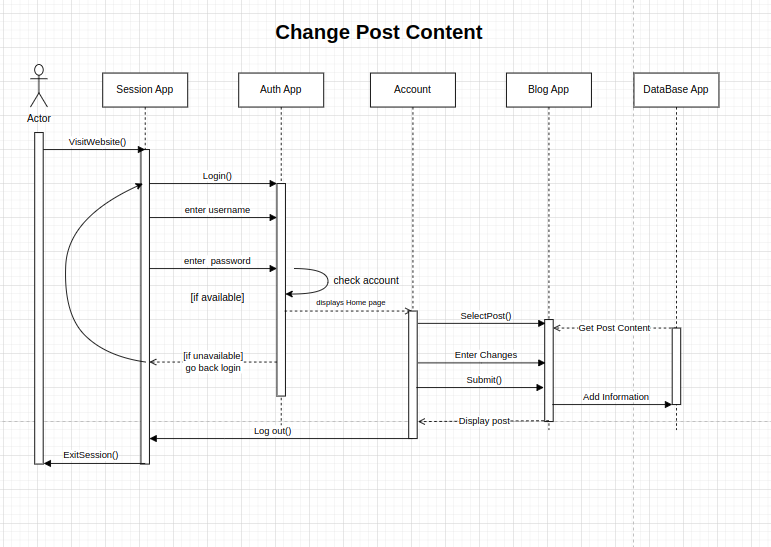 Change Post Content
Session App
Auth App
Account
Blog App
DataBase App
Actor
VisitWebsite()
Login()
enter username
enter  password
check account
[if available]
displays Home page
SelectPost()
Get Post Content
[if unavailable]
go back login
Enter Changes
Submit()
Add Information
Display post
Log out()
ExitSession()